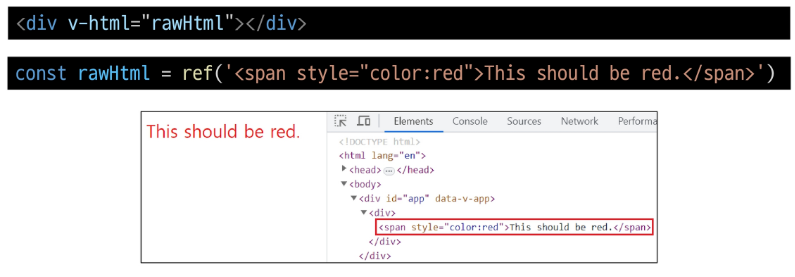 <div v-html="rawHtml"></div>
const rawHtml = ref('<span style="color:red">This should be red.</span>')
This should be red.
Elements Console Sources Network Performa
<!DOCTYPE html>
<html lang="en">
<head> … </head>
<body>
<div id="app" data-v-app>
<div>
<span style="color:red">This should be red.</span>
</div>
</div>